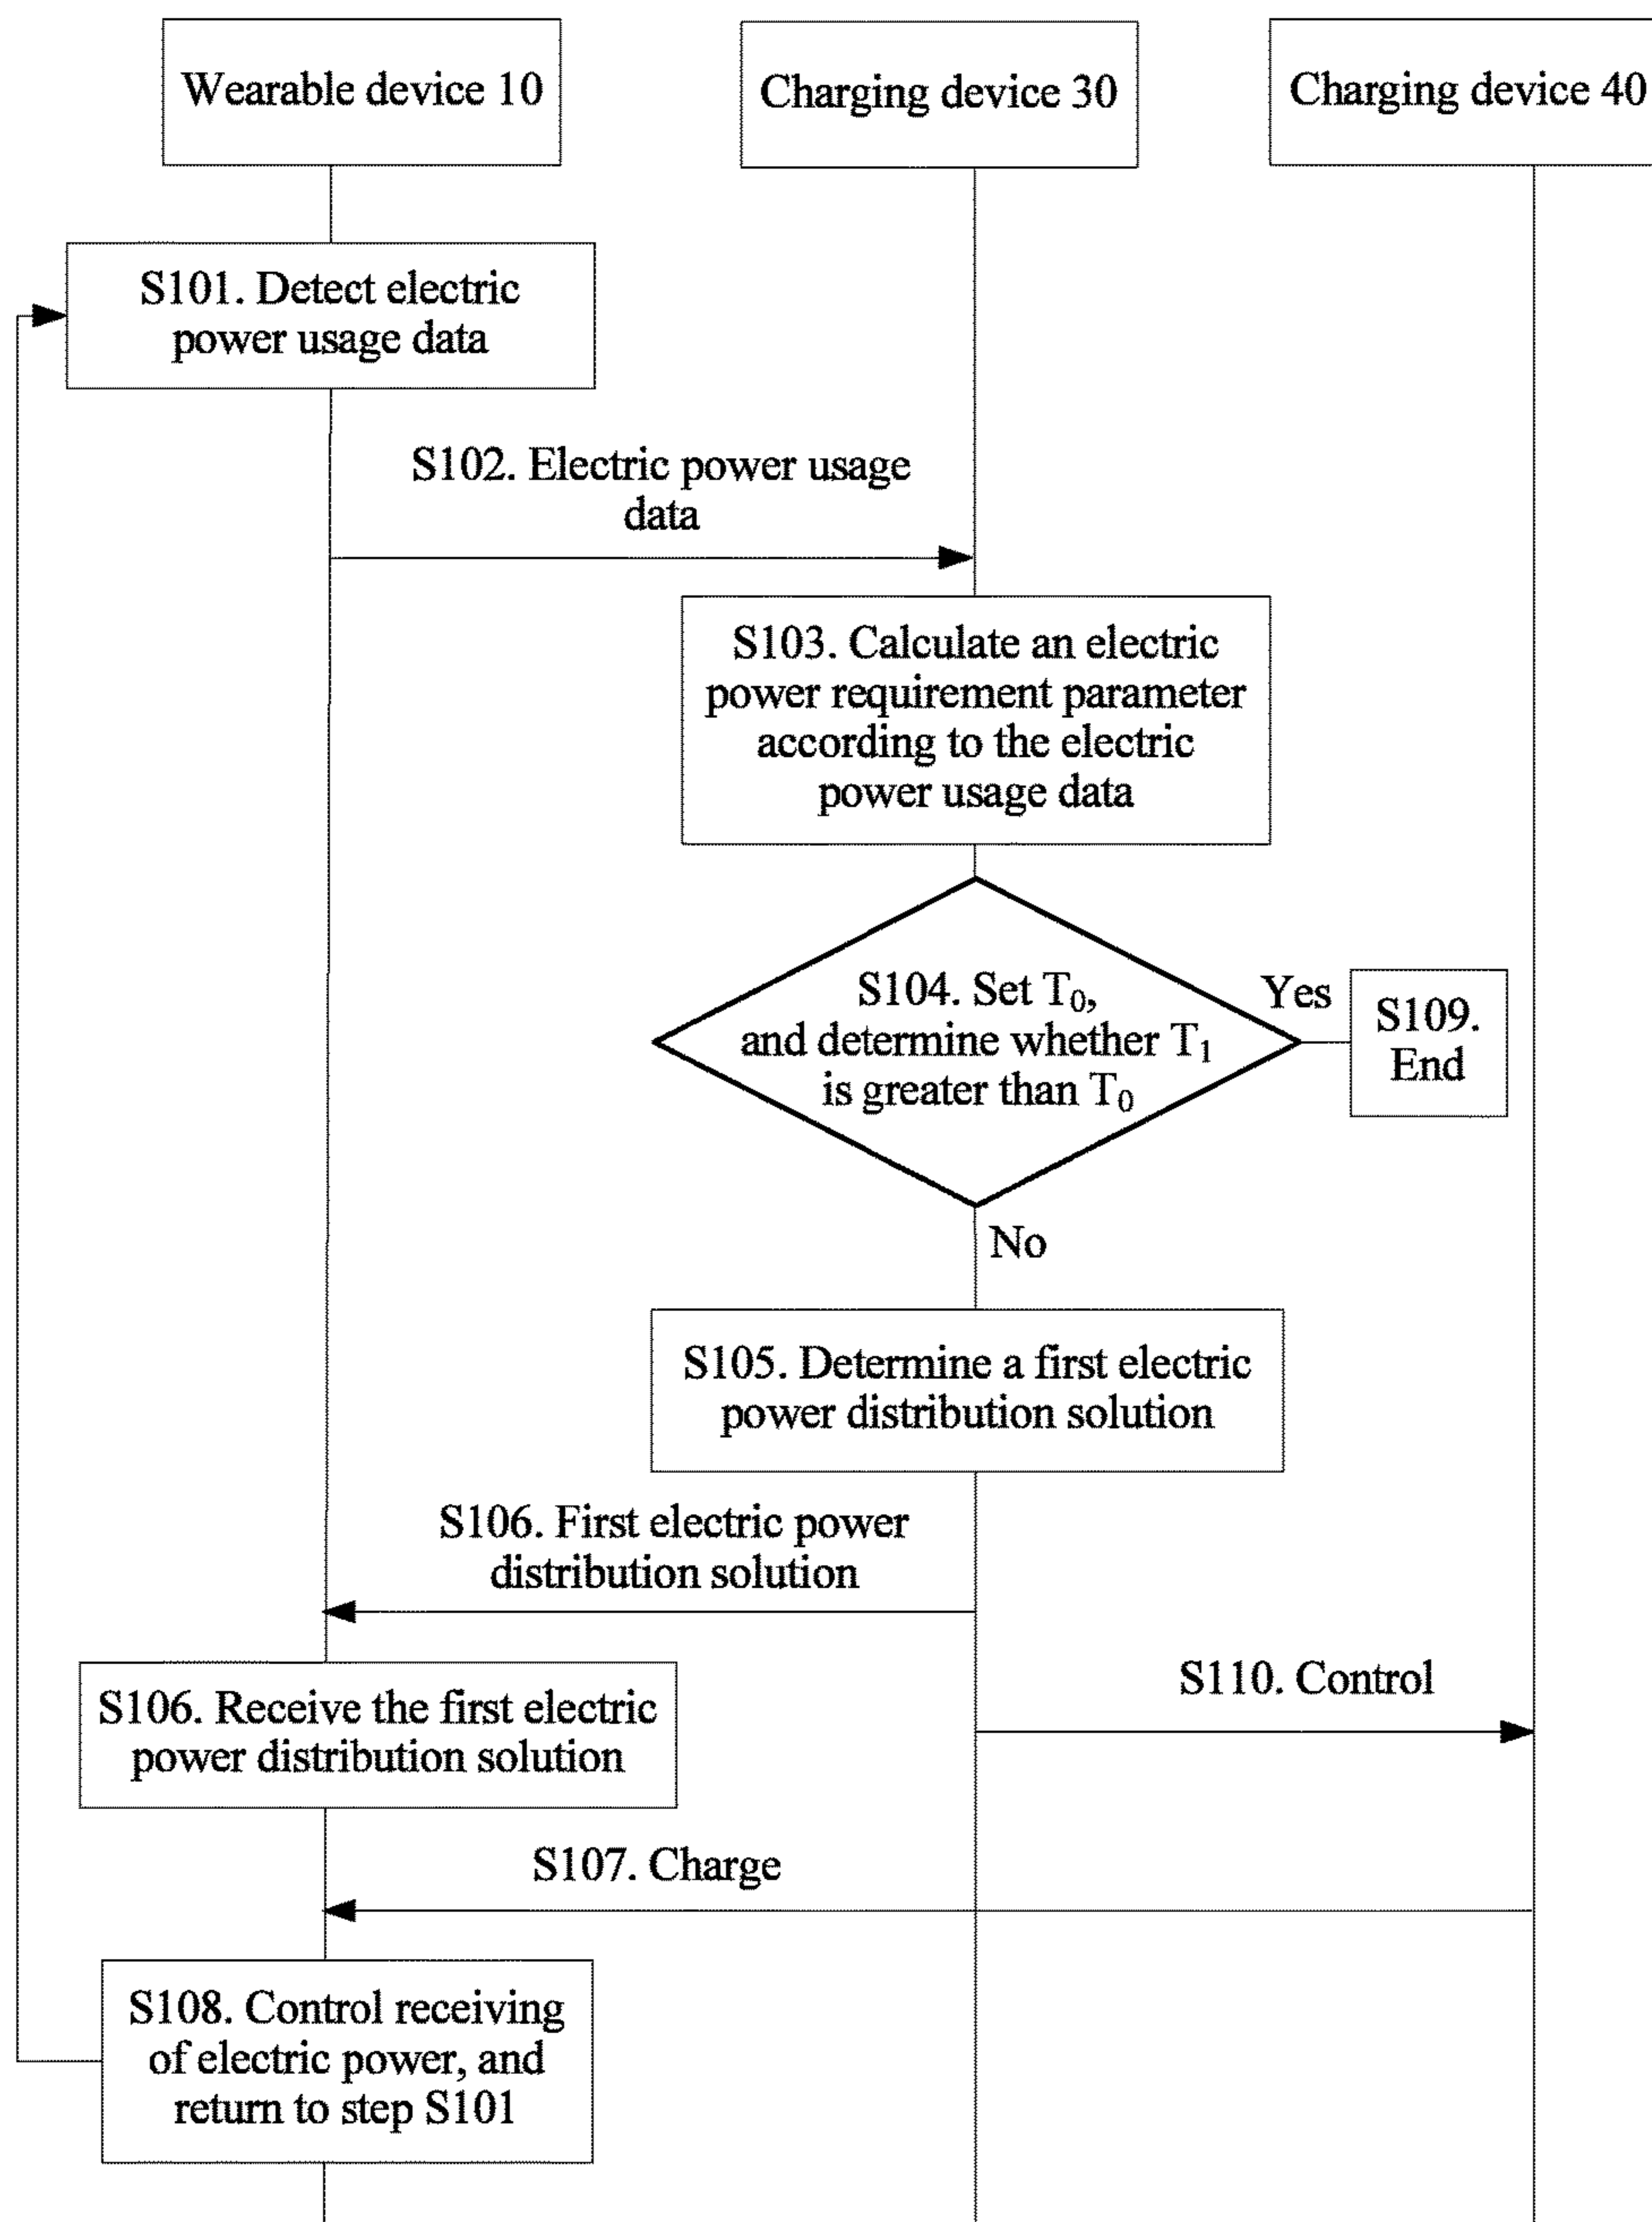 Wearable device 10
Charging device 30
Charging device 40
S101. Detect electric
power usage data
S102. Electric power usage
data
S103. Calculate an electric
power requirement parameter
according to the electric
power usage data
S104. Set T₀,
and determine whether T₁
is greater than T₀
Yes
S109.
End
No
S105. Determine a first electric
power distribution solution
S106. First electric power
distribution solution
S106. Receive the first electric
power distribution solution
S110. Control
S107. Charge
S108. Control receiving
of electric power, and
return to step S101